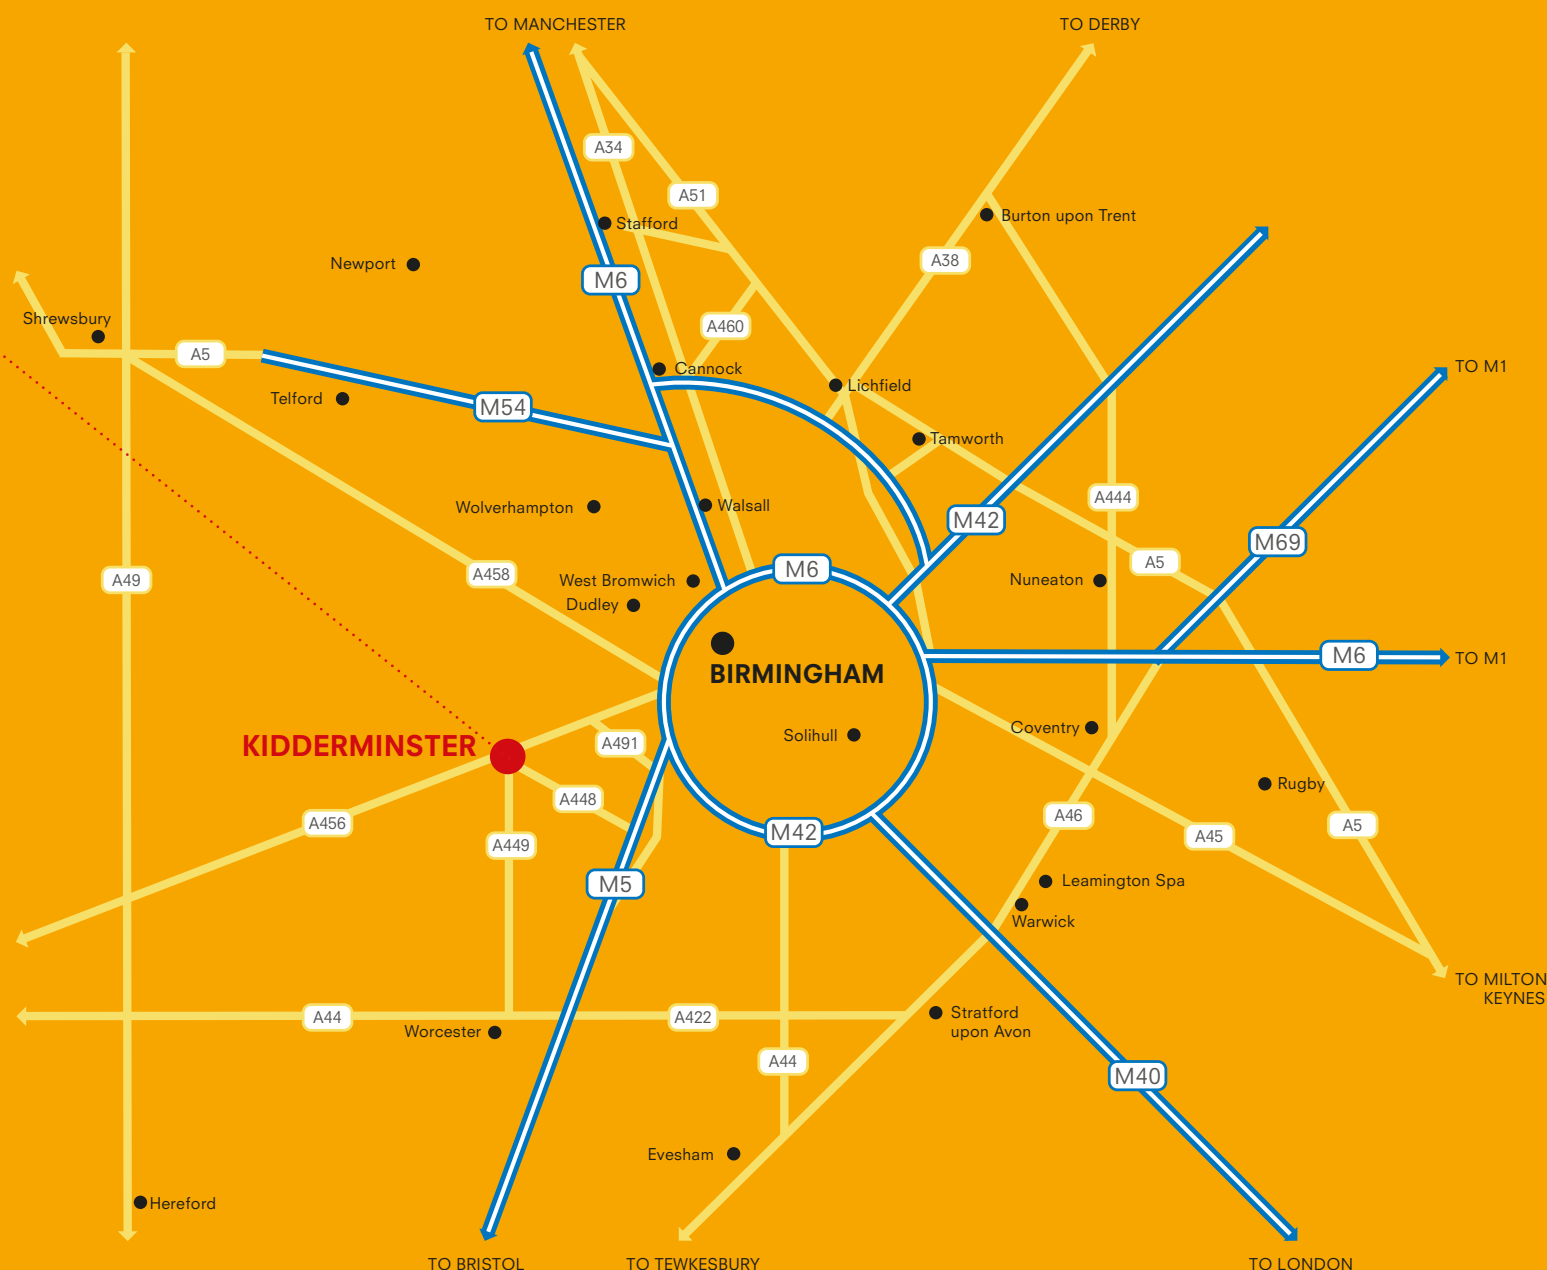 TO MANCHESTER
TO DERBY
A34
A51
Stafford
Burton upon Trent
Newport
A38
M6
Shrewsbury
A460
A5
Cannock
TO M1
Telford
M54
Lichfield
Tamworth
A444
Wolverhampton
Walsall
M42
M69
A49
A458
West Bromwich
M6
A5
Nuneaton
Dudley
BIRMINGHAM
M6
TO M1
KIDDERMINSTER
A491
Solihull
Coventry
Rugby
A448
A456
A449
A46
A45
A5
M5
M42
Leamington Spa
Warwick
TO MILTON
KEYNES
A44
A422
Worcester
Stratford
upon Avon
A44
M40
Evesham
Hereford
TO BRISTOL
TO TEWKESBURY
TO LONDON